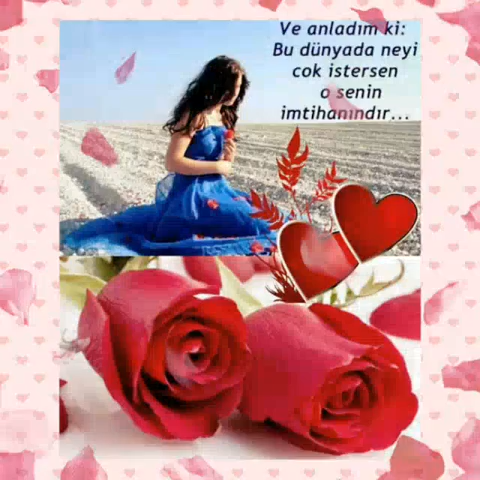 Ve anladım ki:
Bu dünyada neyi
cok istersen
o senin
imtihanındır...